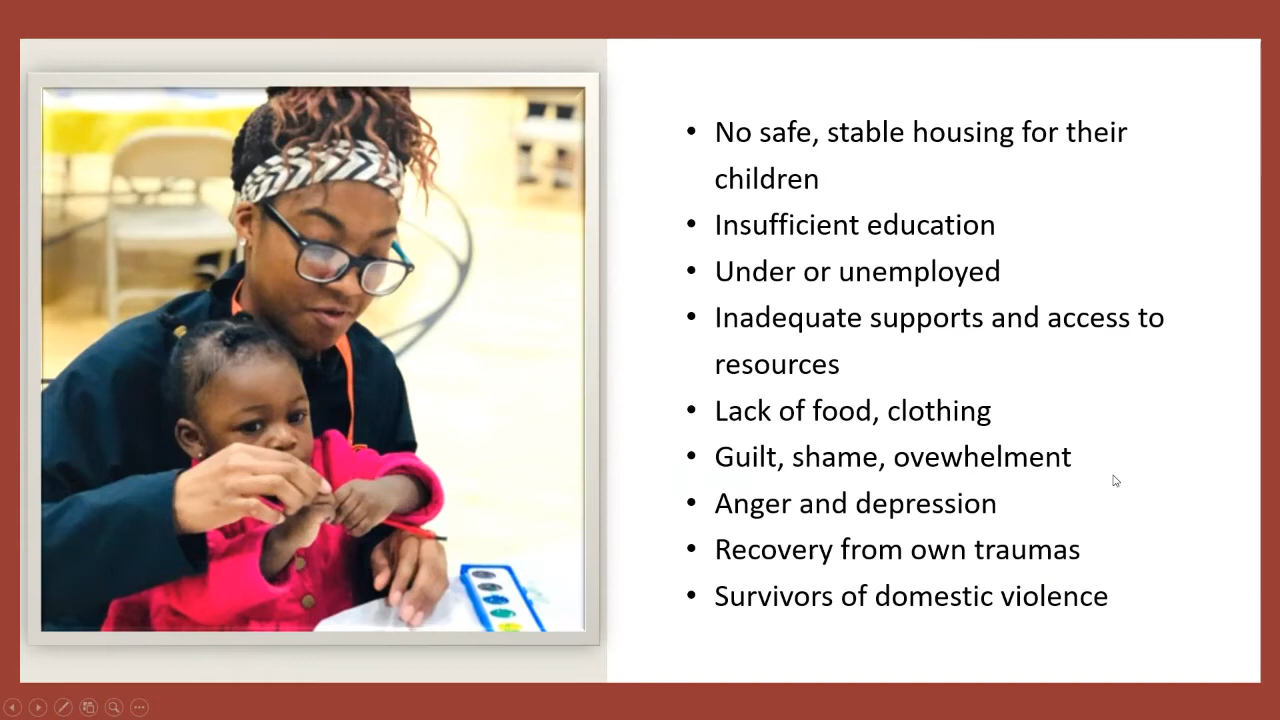 • No safe, stable housing for their
children
• Insufficient education
• Under or unemployed
• Inadequate supports and access to
resources
• Lack of food, clothing
• Guilt, shame, ovewhelment
• Anger and depression
• Recovery from own traumas
• Survivors of domestic violence